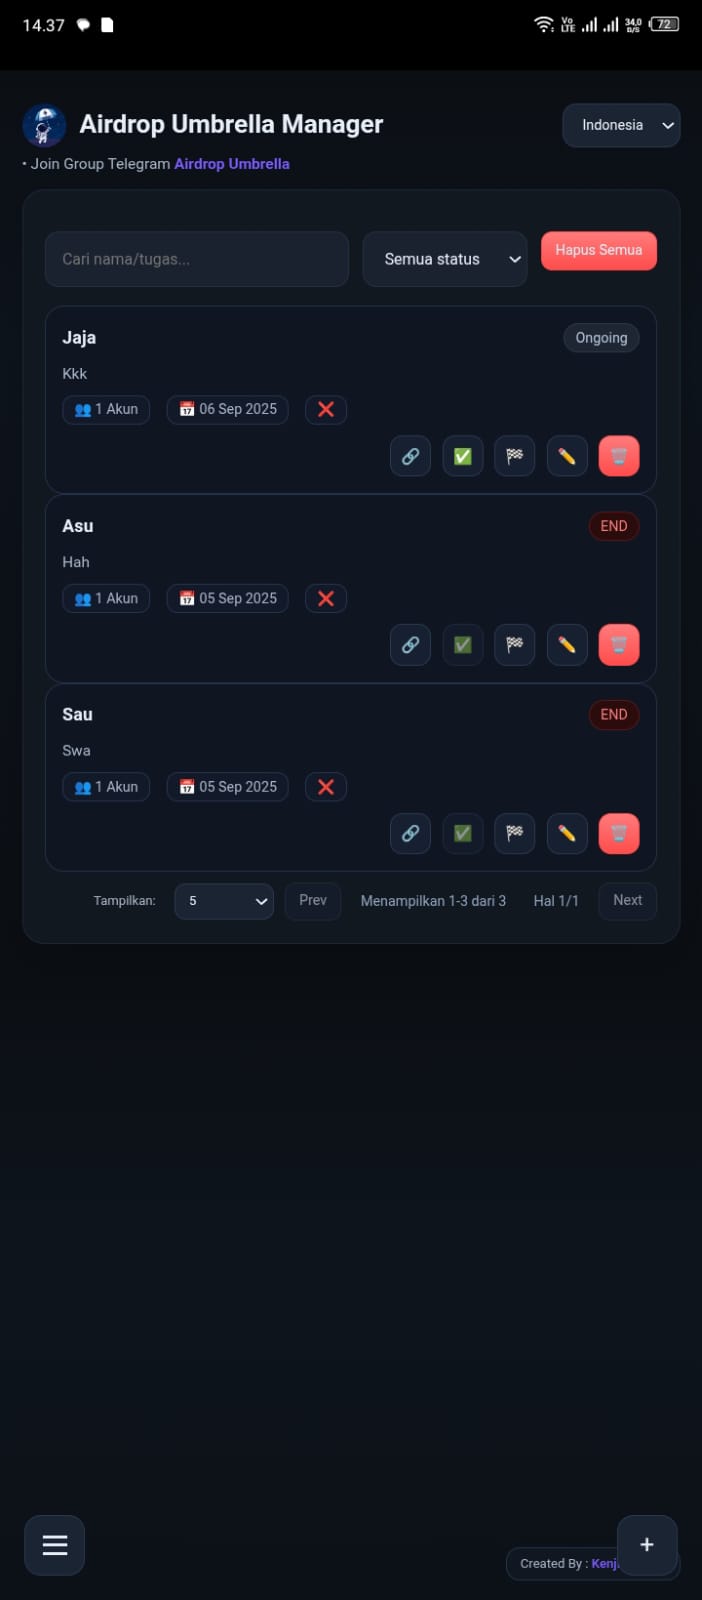 14.37 Vo LTE 34,0 B/S 72
Airdrop Umbrella Manager Indonesia
• Join Group Telegram Airdrop Umbrella
Cari nama/tugas... Semua status Hapus Semua
Jaja Ongoing
Kkk
1 Akun 06 Sep 2025
Asu END
Hah
1 Akun 05 Sep 2025
Sau END
Swa
1 Akun 05 Sep 2025
Tampilkan: 5 Prev Menampilkan 1-3 dari 3 Hal 1/1 Next
+
Created By :